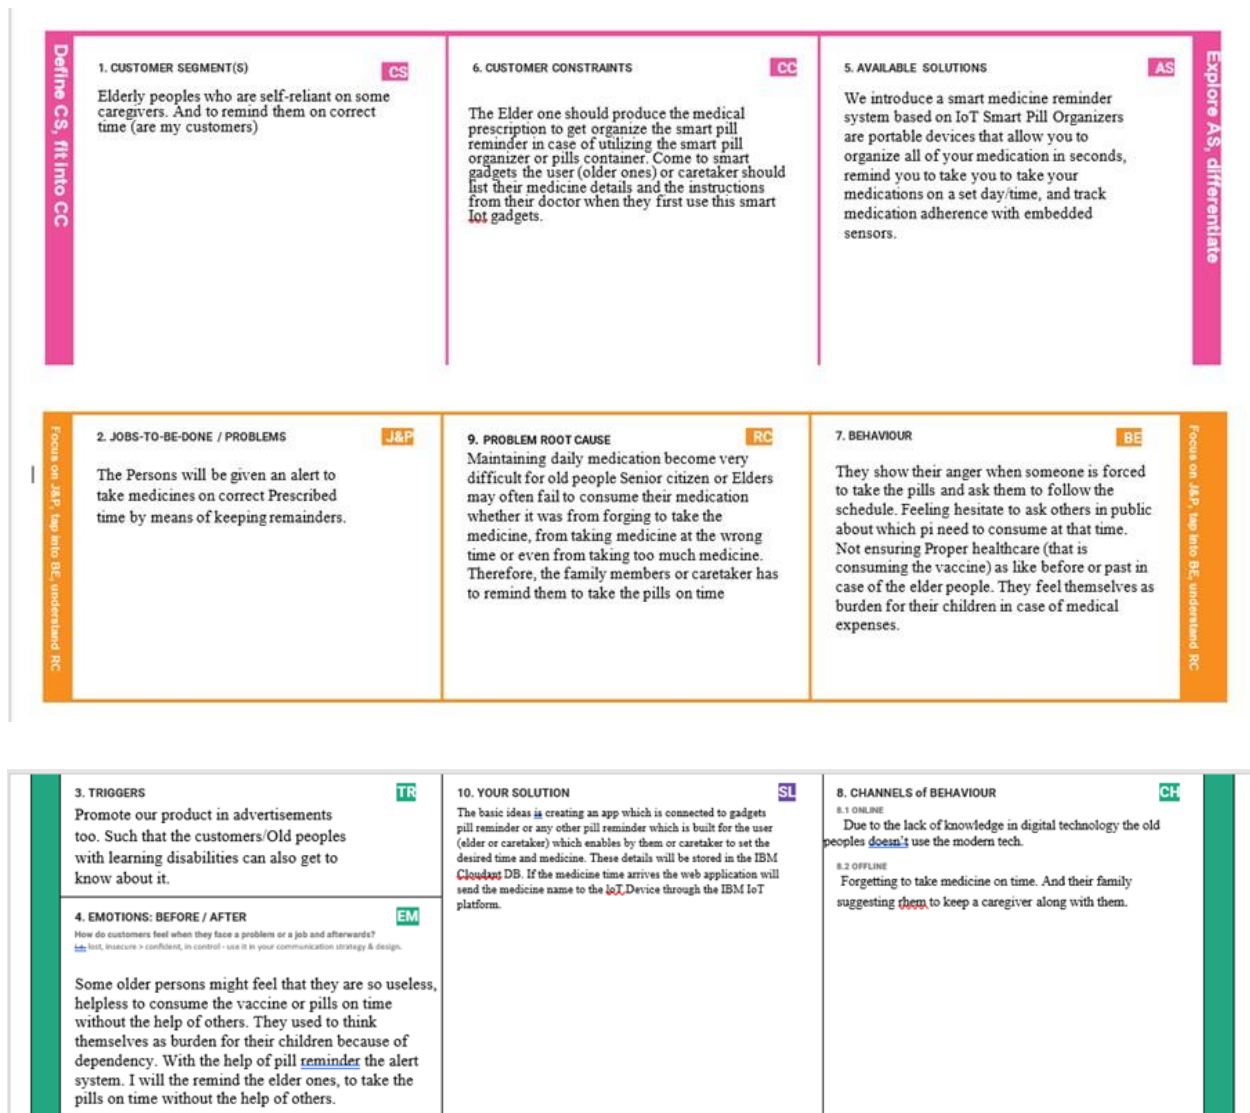 Define CS, fit into CC
1. CUSTOMER SEGMENT(S)
CS
Elderly peoples who are self-reliant on some
caregivers. And to remind them on correct
time (are my customers)
6. CUSTOMER CONSTRAINTS
CC
The Elder one should produce the medical
prescription to get organize the smart pill
reminder in case of utilizing the smart pill
organizer or pills container. Come to smart
gadgets the user (older ones) or caretaker should
list their medicine details and the instructions
from their doctor when they first use this smart
Iot gadgets.
5. AVAILABLE SOLUTIONS
AS
We introduce a smart medicine reminder
system based on IoT Smart Pill Organizers
are portable devices that allow you to
organize all of your medication in seconds,
remind you to take you to take your
medications on a set day/time, and track
medication adherence with embedded
sensors.
Explore AS, differentiate
Focus on J&P, tap into BE, understand RC
2. JOBS-TO-BE-DONE / PROBLEMS
J&P
The Persons will be given an alert to
take medicines on correct Prescribed
time by means of keeping remainders.
9. PROBLEM ROOT CAUSE
RC
Maintaining daily medication become very
difficult for old people Senior citizen or Elders
may often fail to consume their medication
whether it was from forging to take the
medicine, from taking medicine at the wrong
time or even from taking too much medicine.
Therefore, the family members or caretaker has
to remind them to take the pills on time
7. BEHAVIOUR
BE
They show their anger when someone is forced
to take the pills and ask them to follow the
schedule. Feeling hesitate to ask others in public
about which pi need to consume at that time.
Not ensuring Proper healthcare (that is
consuming the vaccine) as like before or past in
case of the elder people. They feel themselves as
burden for their children in case of medical
expenses.
Focus on J&P, tap into BE, understand RC
3. TRIGGERS
TR
Promote our product in advertisements
too. Such that the customers/Old peoples
with learning disabilities can also get to
know about it.
4. EMOTIONS: BEFORE / AFTER
EM
How do customers feel when they face a problem or a job and afterwards?
i.e. lost, insecure > confident, in control - use it in your communication strategy & design.
Some older persons might feel that they are so useless,
helpless to consume the vaccine or pills on time
without the help of others. They used to think
themselves as burden for their children because of
dependency. With the help of pill reminder the alert
system. I will the remind the elder ones, to take the
pills on time without the help of others.
10. YOUR SOLUTION
SL
The basic ideas is creating an app which is connected to gadgets
pill reminder or any other pill reminder which is built for the user
(elder or caretaker) which enables by them or caretaker to set the
desired time and medicine. These details will be stored in the IBM
Cloudant DB. If the medicine time arrives the web application will
send the medicine name to the IoT Device through the IBM IoT
platform.
8. CHANNELS of BEHAVIOUR
CH
8.1 ONLINE
Due to the lack of knowledge in digital technology the old
peoples doesn't use the modern tech.
8.2 OFFLINE
Forgetting to take medicine on time. And their family
suggesting rhem to keep a caregiver along with them.